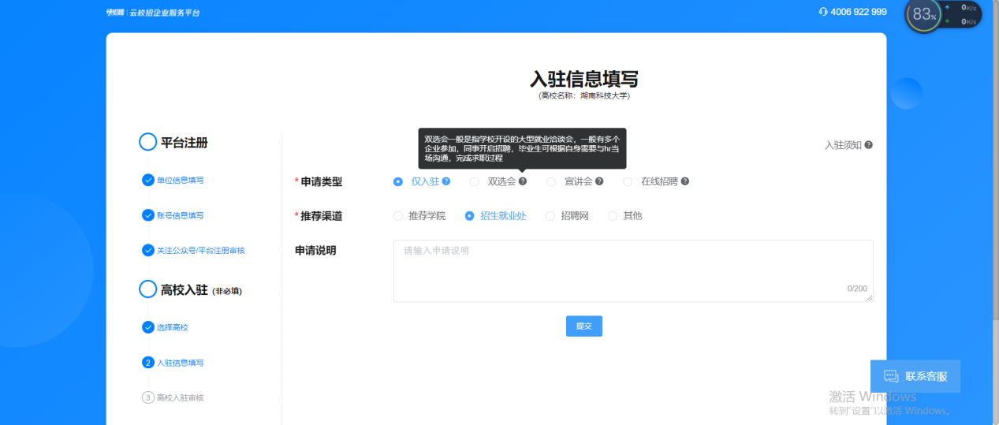 云校招企业服务平台
4006 922 999
83%
0K/s
0K/s
入驻信息填写
(高校名称：湖南科技大学)
平台注册
双选会一般是指学校开设的大型就业洽谈会，一般有多个
企业参加，同事开启招聘，毕业生可根据自身需要与hr当
场沟通，完成求职过程
入驻须知 ?
单位信息填写
*申请类型
仅入驻 ? 双选会 ? 宣讲会 ? 在线招聘 ?
账号信息填写
*推荐渠道
推荐学院 招生就业处 招聘网 其他
关注公众号/平台注册审核
申请说明
请输入申请说明
0/200
高校入驻 (非必填)
选择高校
提交
2 入驻信息填写
3 高校入驻审核
联系客服
激活 Windows
转到"设置"以激活 Windows。